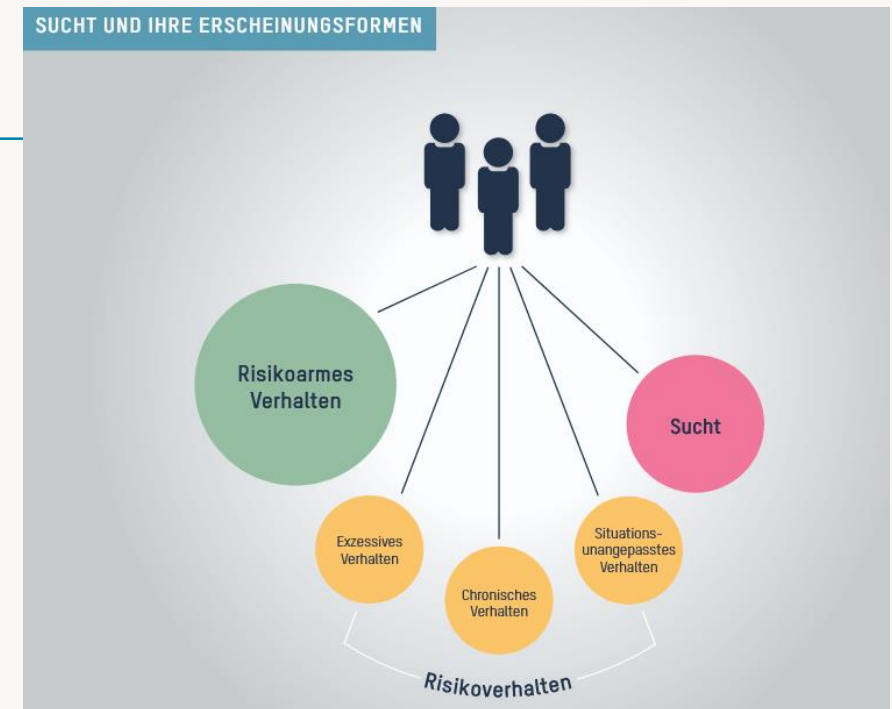 SUCHT UND IHRE ERSCHEINUNGSFORMEN
Risikoarmes
Verhalten
Sucht
Exzessives
Verhalten
Chronisches
Verhalten
Situations-
unangepasstes
Verhalten
Risikoverhalten